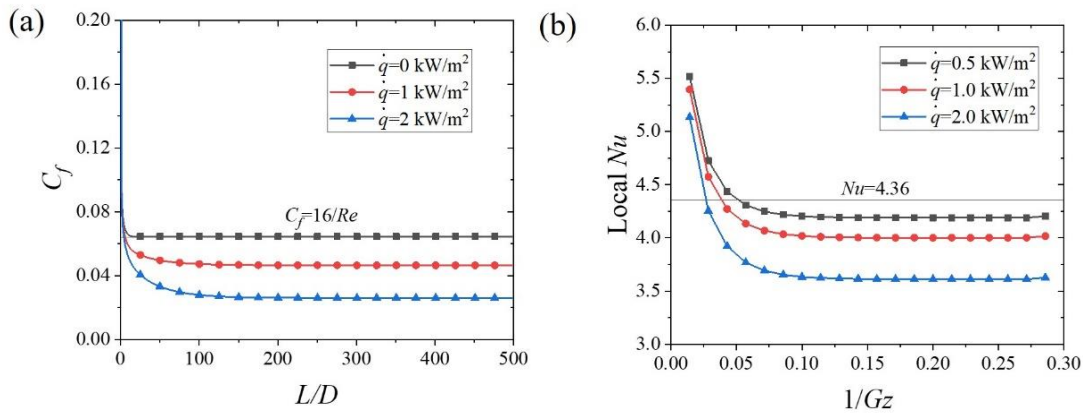 (a)
0.20
0.16
0.12
0.08
0.04
0.00
C_f
q̇=0 kW/m²
q̇=1 kW/m²
q̇=2 kW/m²
C_f=16/Re
0 100 200 300 400 500
L/D
(b)
6.0
5.5
5.0
4.5
4.0
3.5
3.0
Local Nu
q̇=0.5 kW/m²
q̇=1.0 kW/m²
q̇=2.0 kW/m²
Nu=4.36
0.00 0.05 0.10 0.15 0.20 0.25 0.30
1/Gz